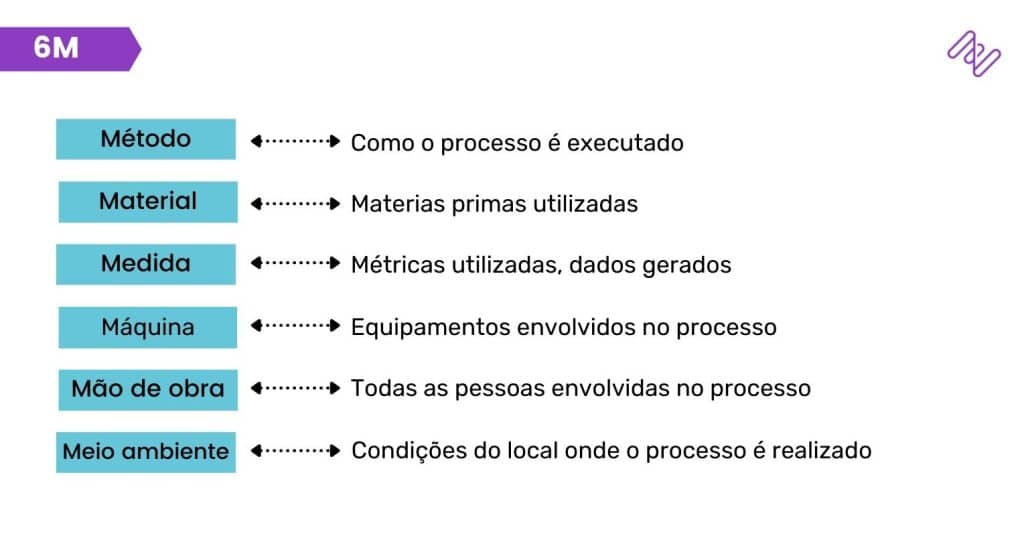 6M
Método
Como o processo é executado
Material
Materias primas utilizadas
Medida
Métricas utilizadas, dados gerados
Máquina
Equipamentos envolvidos no processo
Mão de obra
Todas as pessoas envolvidas no processo
Meio ambiente
Condições do local onde o processo é realizado